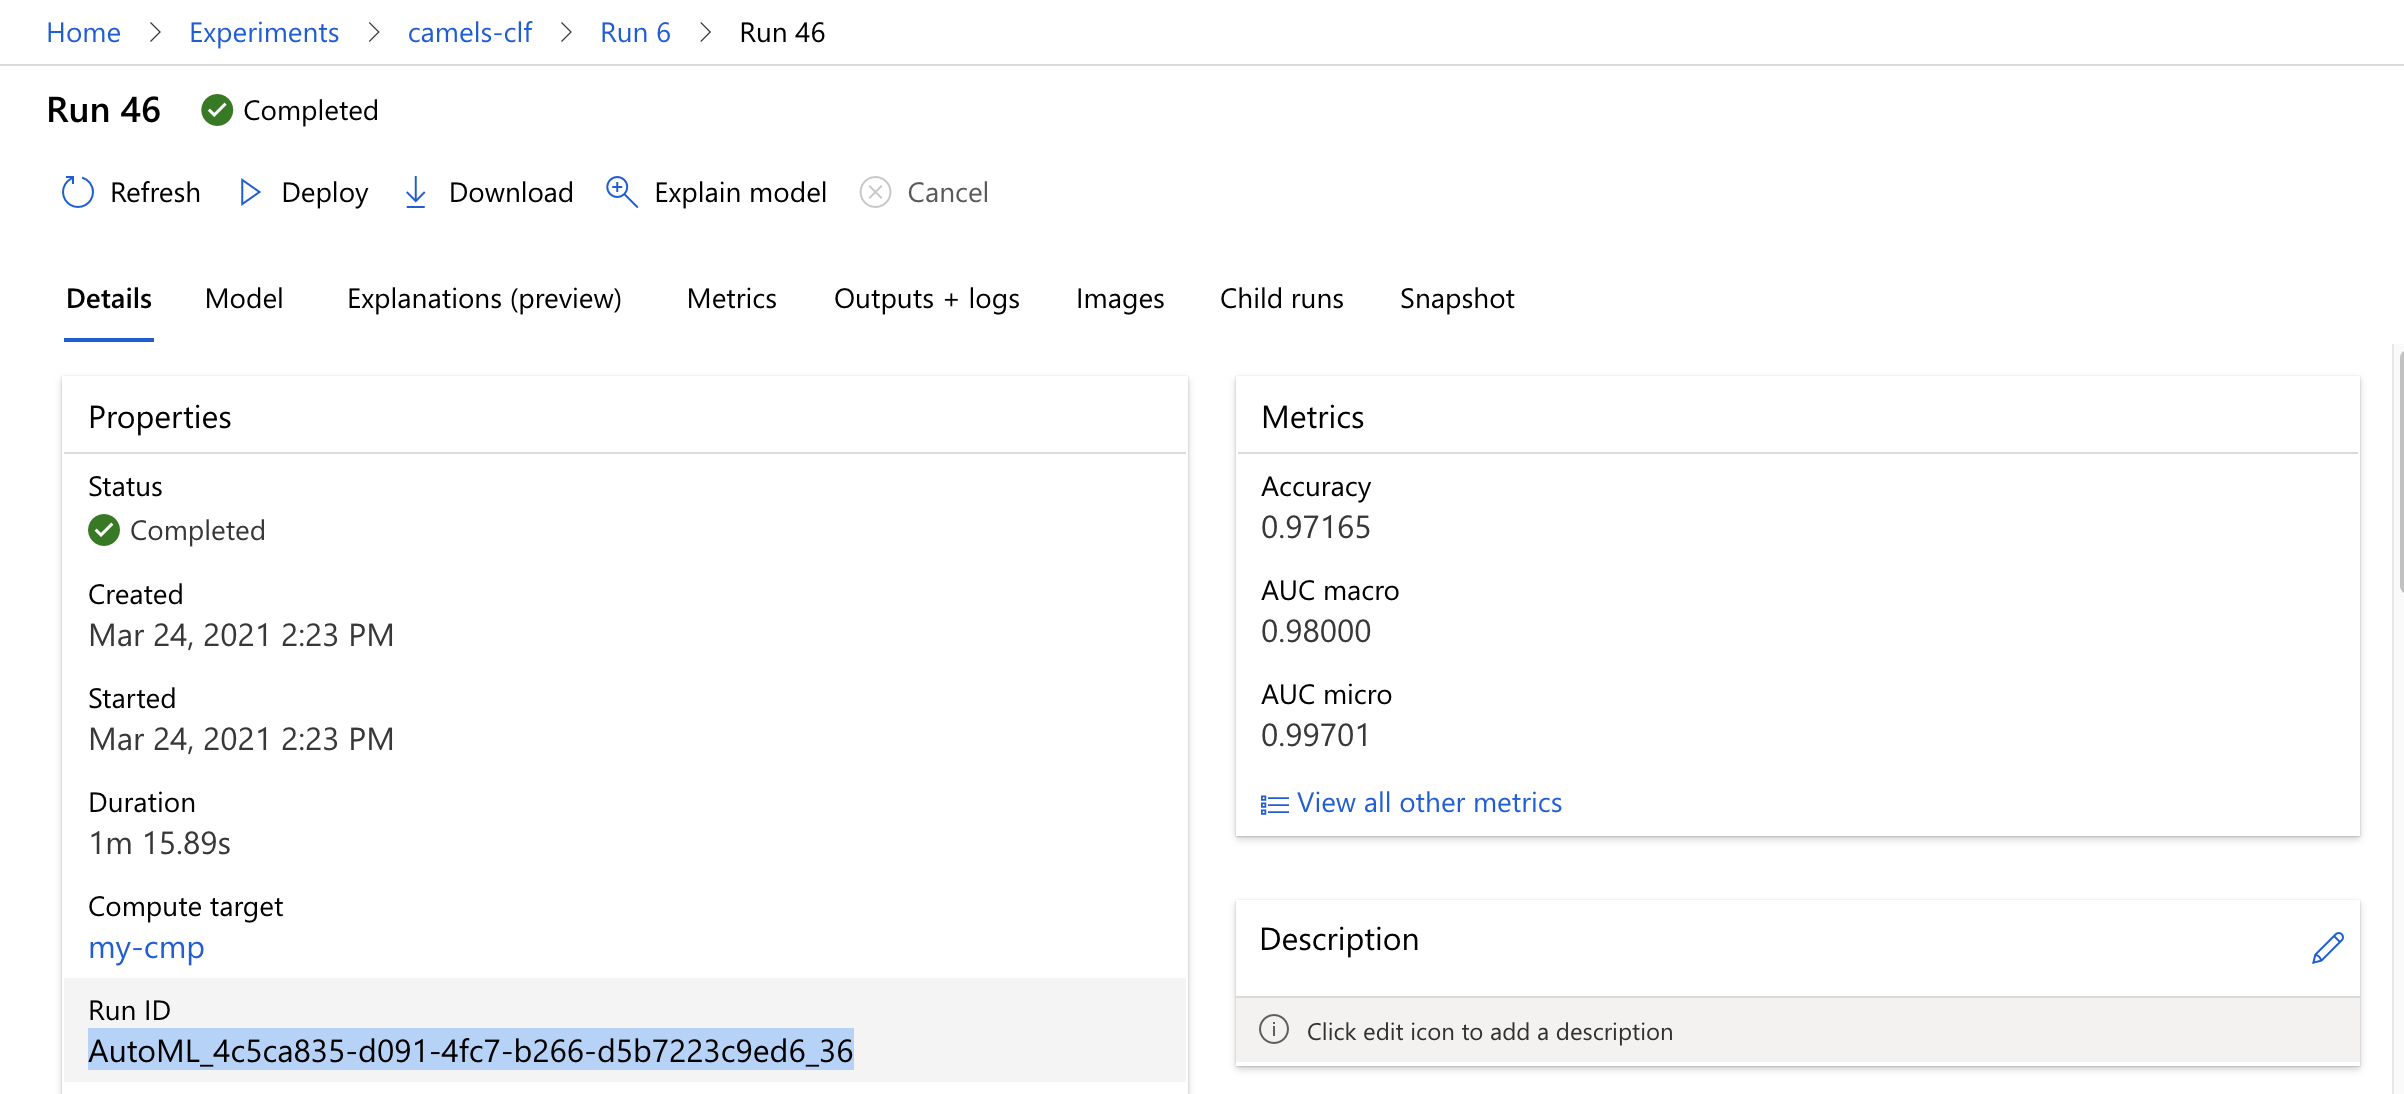 Home > Experiments > camels-clf > Run 6 > Run 46
Run 46 Completed
Refresh Deploy Download Explain model Cancel
Details Model Explanations (preview) Metrics Outputs + logs Images Child runs Snapshot
Properties
Status
Completed
Created
Mar 24, 2021 2:23 PM
Started
Mar 24, 2021 2:23 PM
Duration
1m 15.89s
Compute target
my-cmp
Run ID
AutoML_4c5ca835-d091-4fc7-b266-d5b7223c9ed6_36
Metrics
Accuracy
0.97165
AUC macro
0.98000
AUC micro
0.99701
View all other metrics
Description
Click edit icon to add a description